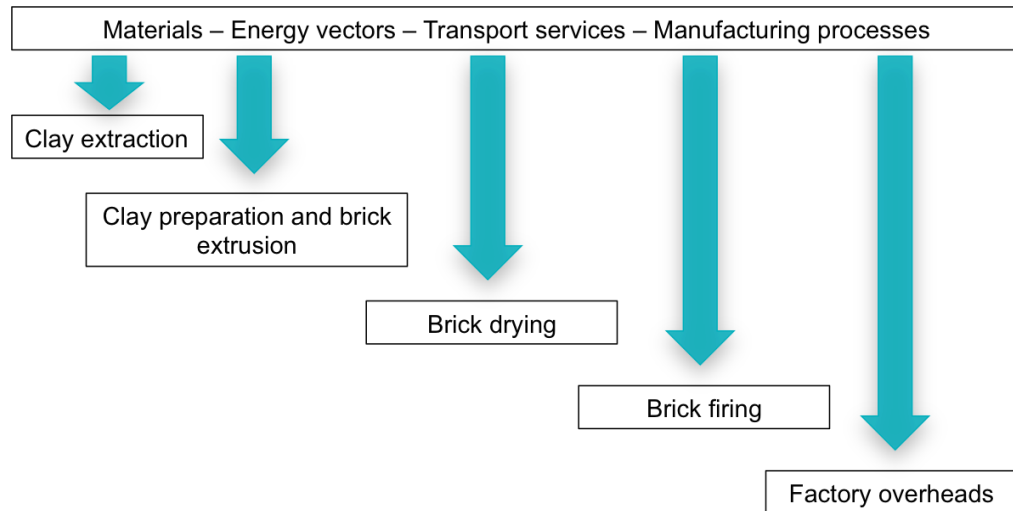 Materials – Energy vectors – Transport services – Manufacturing processes
Clay extraction
Clay preparation and brick
extrusion
Brick drying
Brick firing
Factory overheads